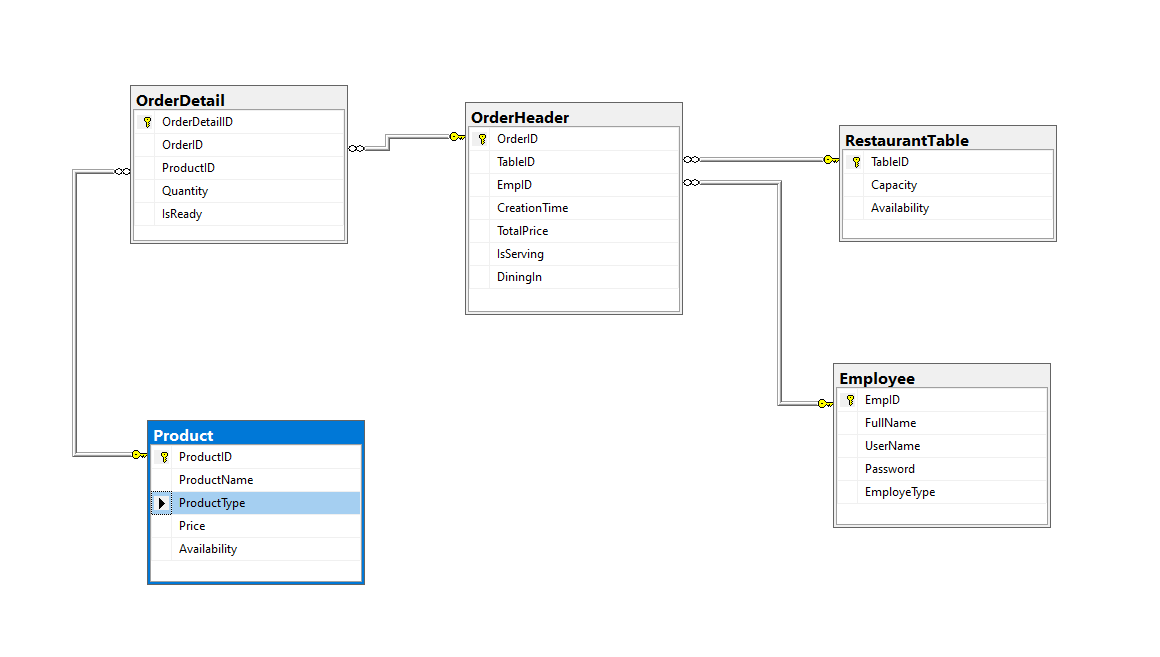 OrderDetail
OrderDetailID
OrderID
ProductID
Quantity
IsReady
OrderHeader
OrderID
TableID
EmpID
CreationTime
TotalPrice
IsServing
DiningIn
RestaurantTable
TableID
Capacity
Availability
Product
ProductID
ProductName
ProductType
Price
Availability
Employee
EmpID
FullName
UserName
Password
EmployeType